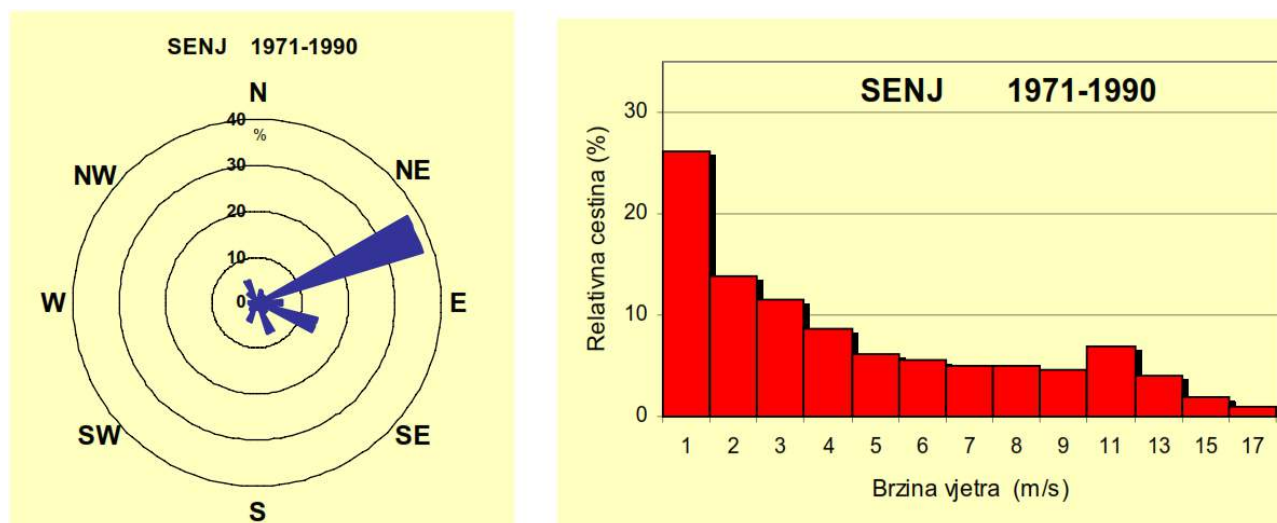 SENJ 1971-1990
N
40
%
NW
30
NE
20
10
W
0
E
SW
SE
S
SENJ 1971-1990
Relativna cestina (%)
30
20
10
0
1 2 3 4 5 6 7 8 9 11 13 15 17
Brzina vjetra (m/s)